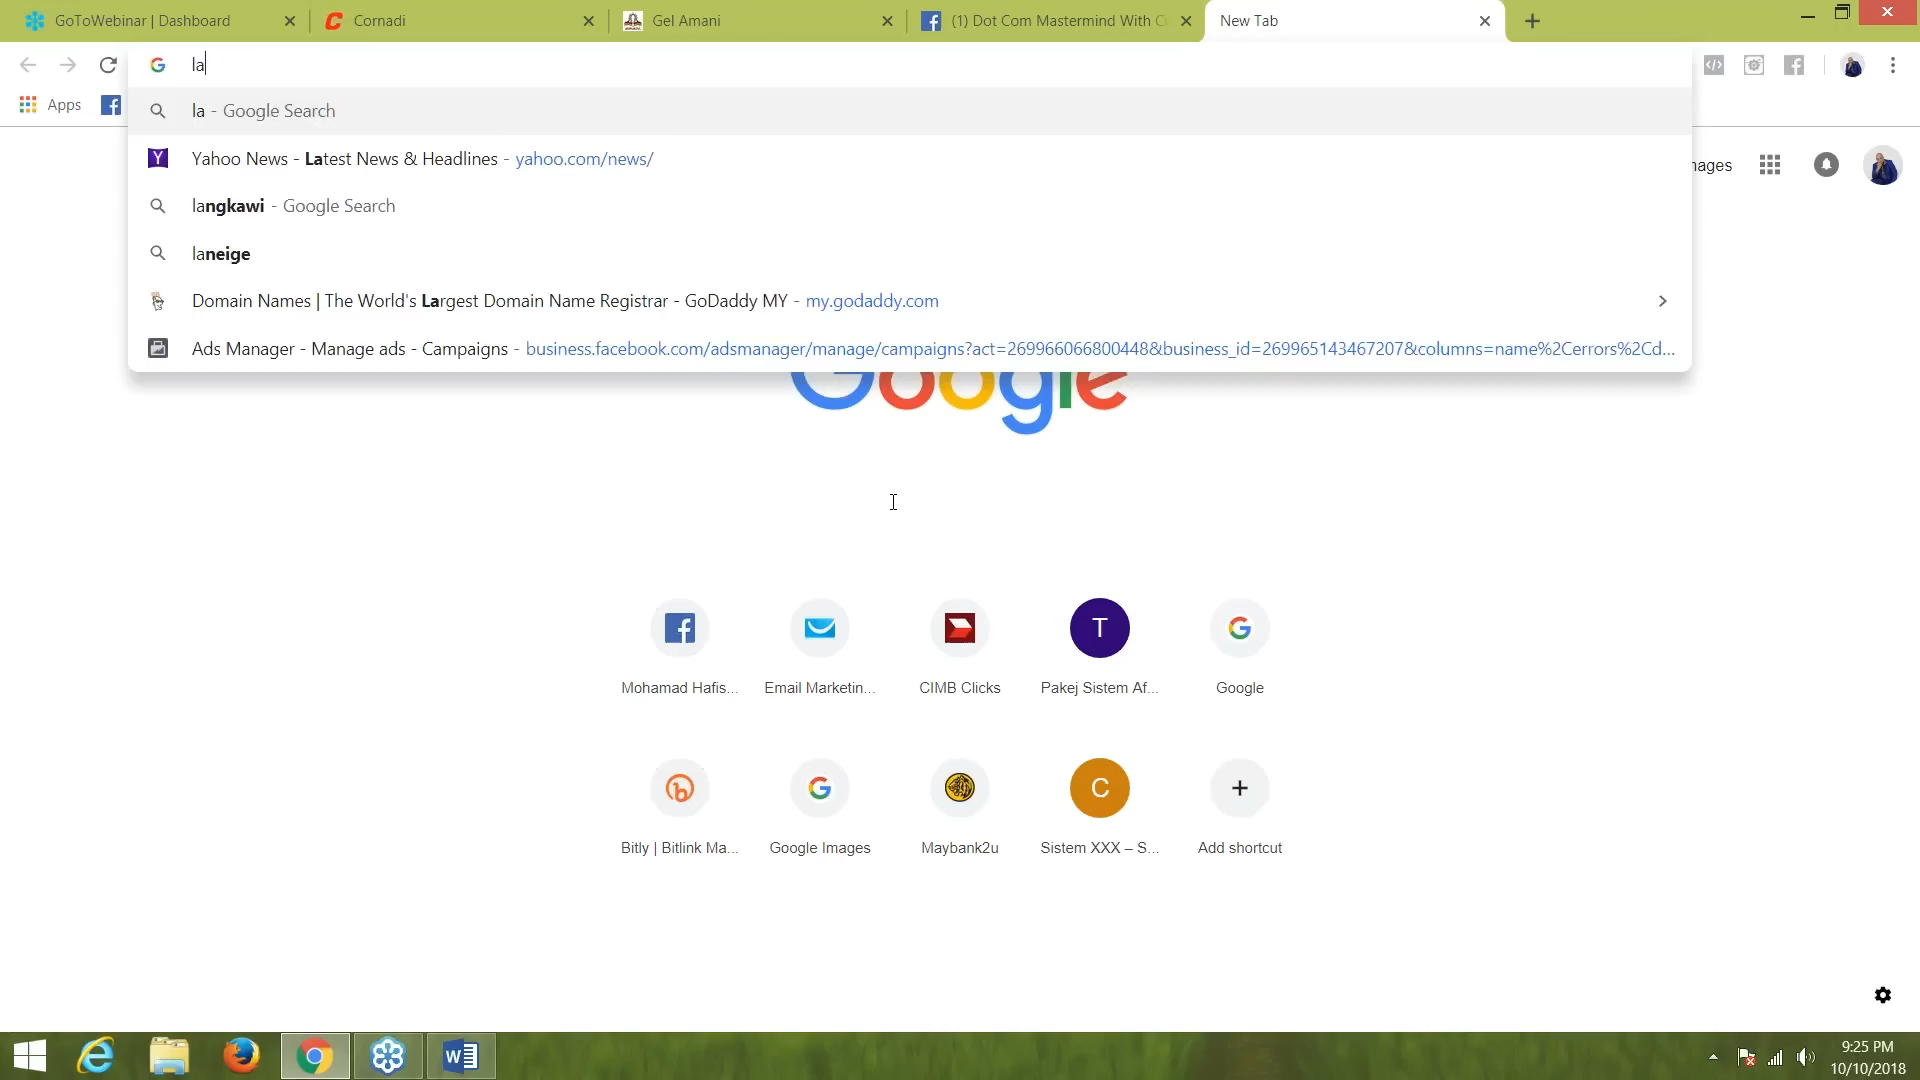 GoToWebinar | Dashboard
Cornadi
Gel Amani
(1) Dot Com Mastermind With C
New Tab
la
Apps
la - Google Search
Yahoo News - Latest News & Headlines - yahoo.com/news/
langkawi - Google Search
laneige
Domain Names | The World's Largest Domain Name Registrar - GoDaddy MY - my.godaddy.com
Ads Manager - Manage ads - Campaigns - business.facebook.com/adsmanager/manage/campaigns?act=269966066800448&business_id=269965143467207&columns=name%2Cerrors%2Cd...
mages
Google
Mohamad Hafis...
Email Marketin...
CIMB Clicks
T
Pakej Sistem Af...
Google
Bitly | Bitlink Ma...
Google Images
Maybank2u
C
Sistem XXX – S...
Add shortcut
9:25 PM
10/10/2018